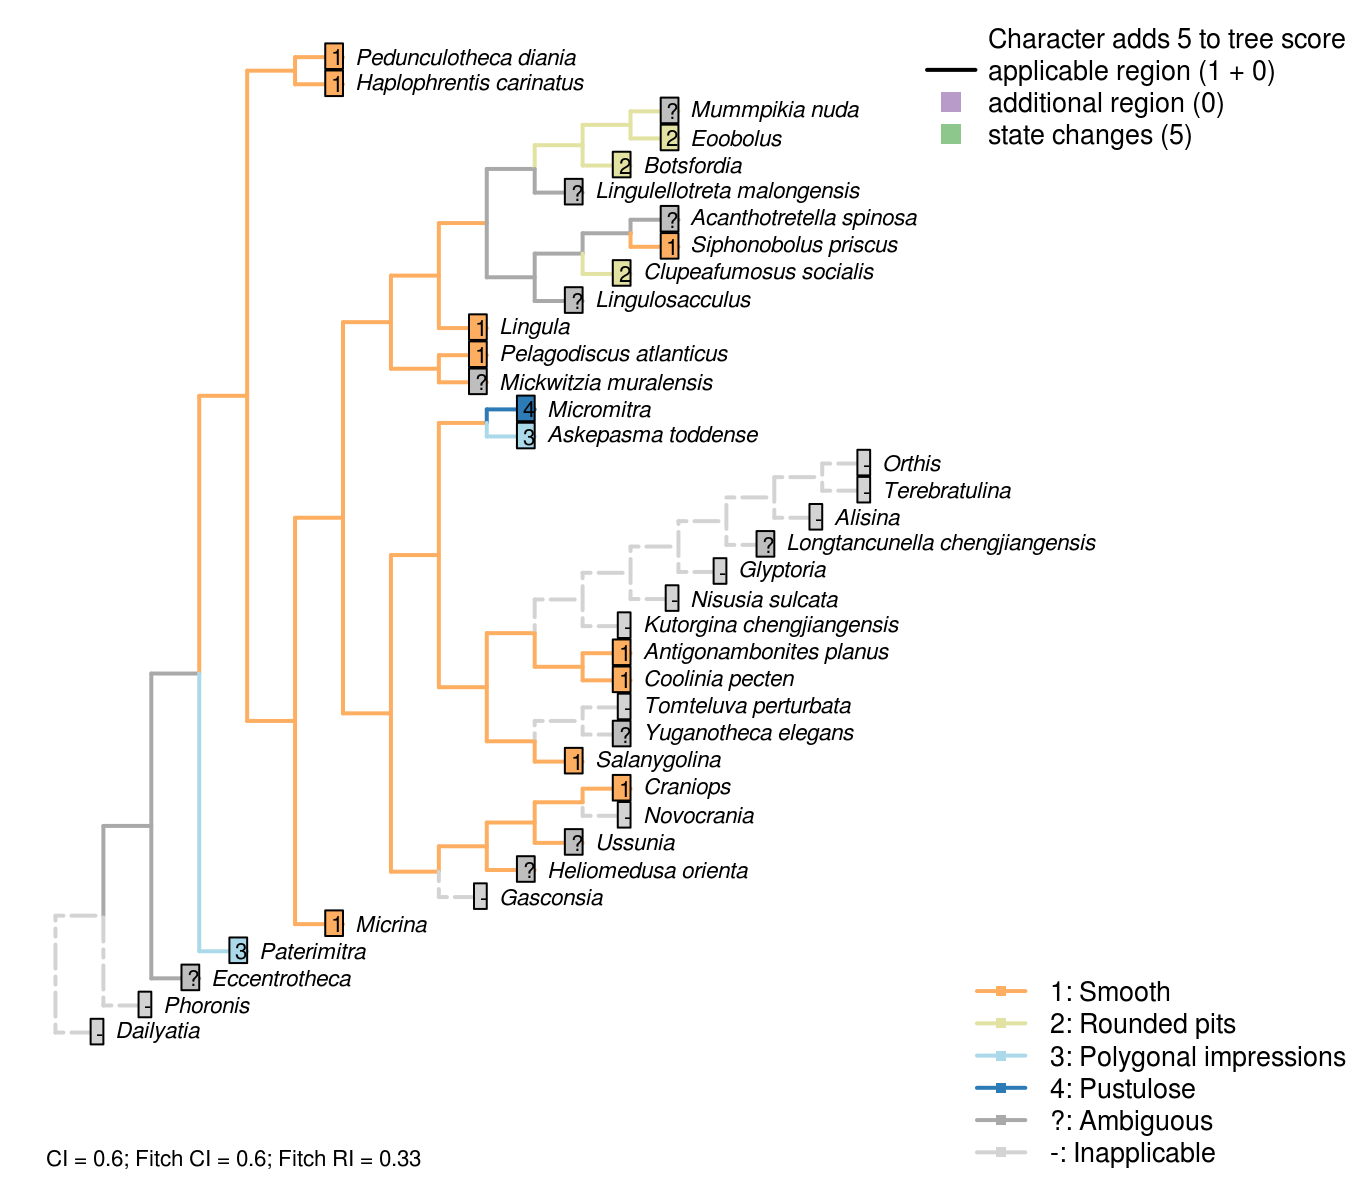 Character adds 5 to tree score
applicable region (1 + 0)
additional region (0)
state changes (5)
1 Pedunculotheca diania
1 Haplophrentis carinatus
? Mummpikia nuda
2 Eoobolus
2 Botsfordia
? Lingulellotreta malongensis
? Acanthotretella spinosa
1 Siphonobolus priscus
2 Clupeafumosus socialis
? Lingulosacculus
1 Lingula
1 Pelagodiscus atlanticus
? Mickwitzia muralensis
4 Micromitra
3 Askepasma toddense
- Orthis
- Terebratulina
- Alisina
? Longtancunella chengjiangensis
- Glyptoria
- Nisusia sulcata
- Kutorgina chengjiangensis
1 Antigonambonites planus
1 Coolinia pecten
- Tomteluva perturbata
? Yuganotheca elegans
1 Salanygolina
1 Craniops
- Novocrania
? Ussunia
? Heliomedusa orienta
- Gasconsia
1 Micrina
3 Paterimitra
? Eccentrotheca
- Phoronis
- Dailyatia
1: Smooth
2: Rounded pits
3: Polygonal impressions
4: Pustulose
?: Ambiguous
-: Inapplicable
CI = 0.6; Fitch CI = 0.6; Fitch RI = 0.33